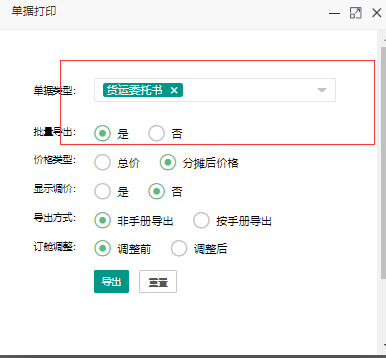 单据打印
单据类型： 货运委托书 ×
批量导出： 是 否
价格类型： 总价 分摊后价格
显示调价： 是 否
导出方式： 非手册导出 按手册导出
订舱调整： 调整前 调整后
导出 重置